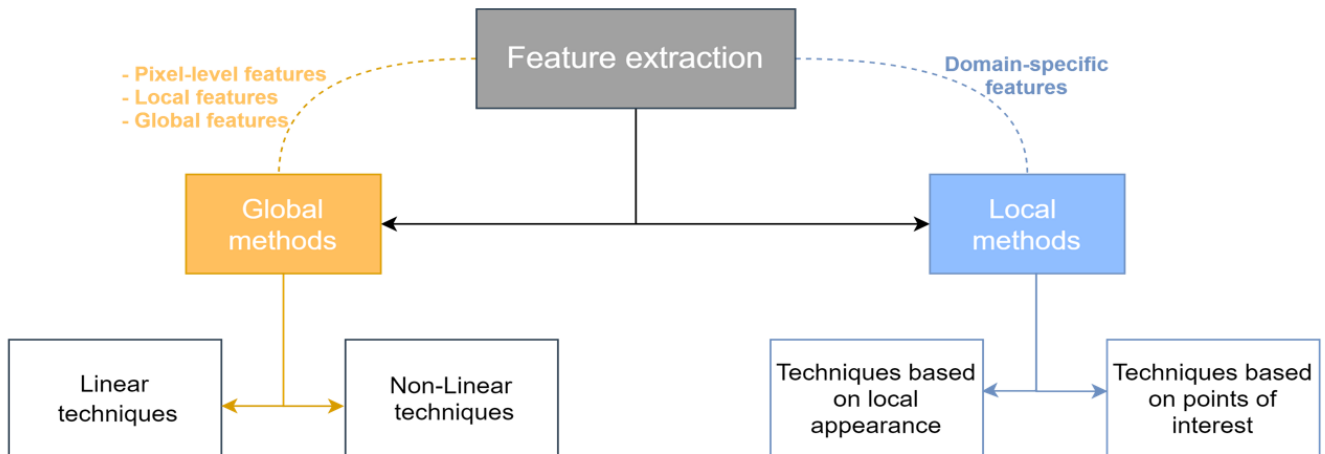 Feature extraction
- Pixel-level features
- Local features
- Global features
Domain-specific
features
Global
methods
Local
methods
Linear
techniques
Non-Linear
techniques
Techniques based
on local
appearance
Techniques based
on points of
interest